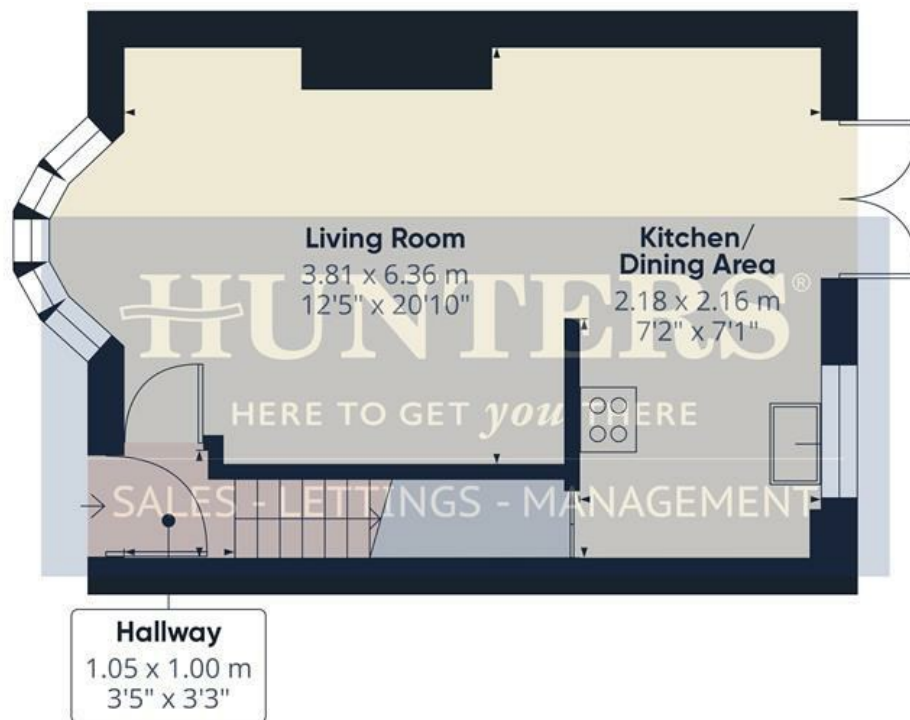 Living Room
3.81 x 6.36 m
12'5" x 20'10"
Kitchen/
Dining Area
2.18 x 2.16 m
7'2" x 7'1"
HUNTERS®
HERE TO GET you THERE
SALES - LETTINGS - MANAGEMENT
Hallway
1.05 x 1.00 m
3'5" x 3'3"